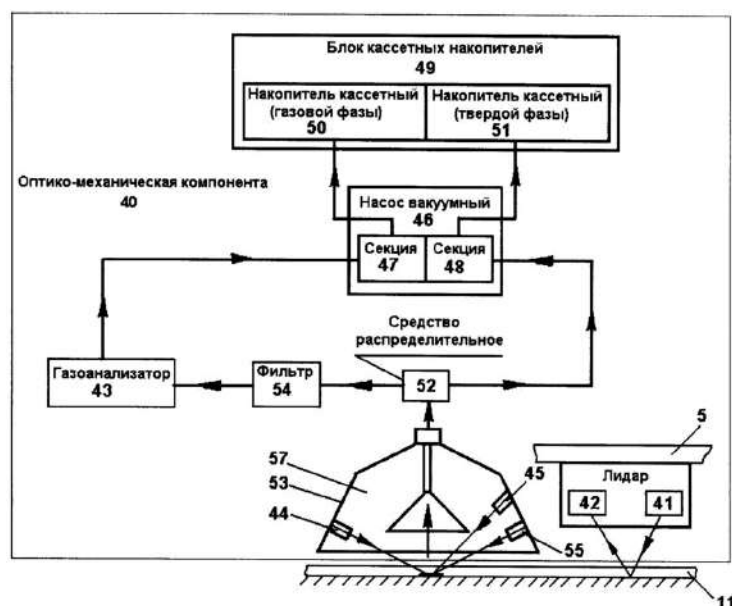 Блок кассетных накопителей
49
Накопитель кассетный
(газовой фазы)
50
Накопитель кассетный
(твердой фазы)
51
Оптико-механическая компонента
40
Насос вакуумный
46
Секция
47
Секция
48
Средство
распределительное
Газоанализатор
43
Фильтр
54
52
5
57
53
44
45
55
Лидар
42
41
11